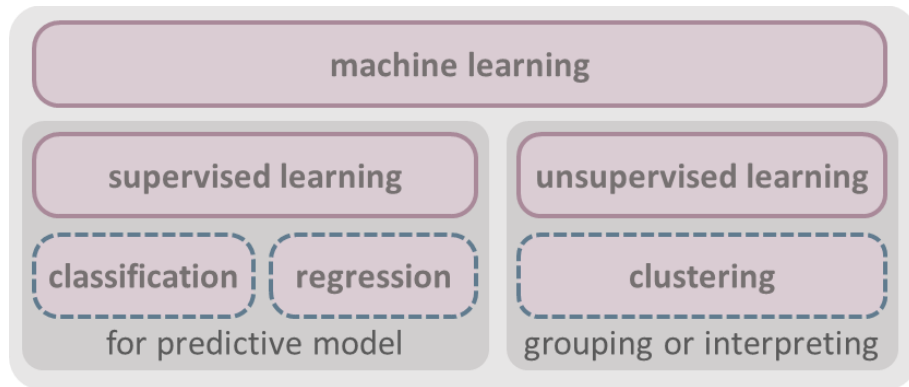 machine learning
supervised learning
unsupervised learning
classification
regression
clustering
for predictive model
grouping or interpreting